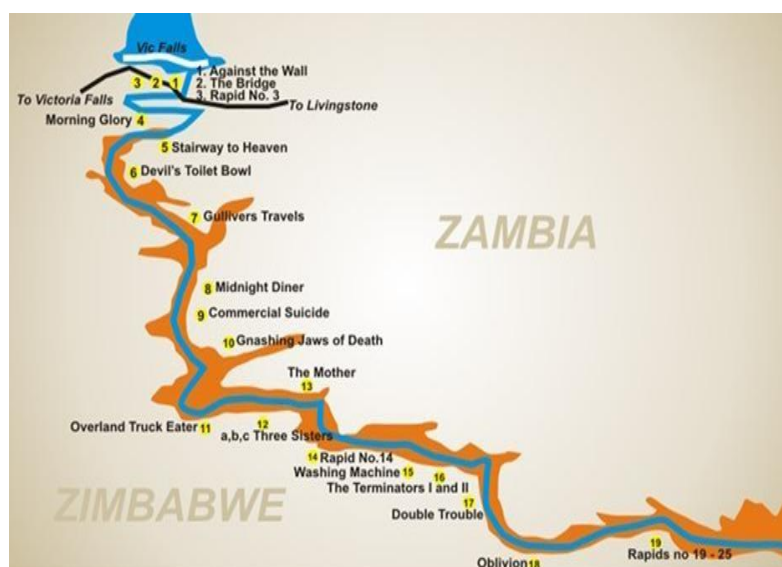 Vic Falls
1. Against the Wall
3 2 1
2. The Bridge
3. Rapid No. 3
To Victoria Falls
To Livingstone
Morning Glory 4
5 Stairway to Heaven
6 Devil's Toilet Bowl
7 Gullivers Travels
ZAMBIA
8 Midnight Diner
9 Commercial Suicide
10 Gnashing Jaws of Death
The Mother
13
Overland Truck Eater 11
12
a,b,c Three Sisters
14 Rapid No.14
Washing Machine 15
16
The Terminators I and II
ZIMBABWE
17
Double Trouble
19
Rapids no 19 - 25
Oblivion 18